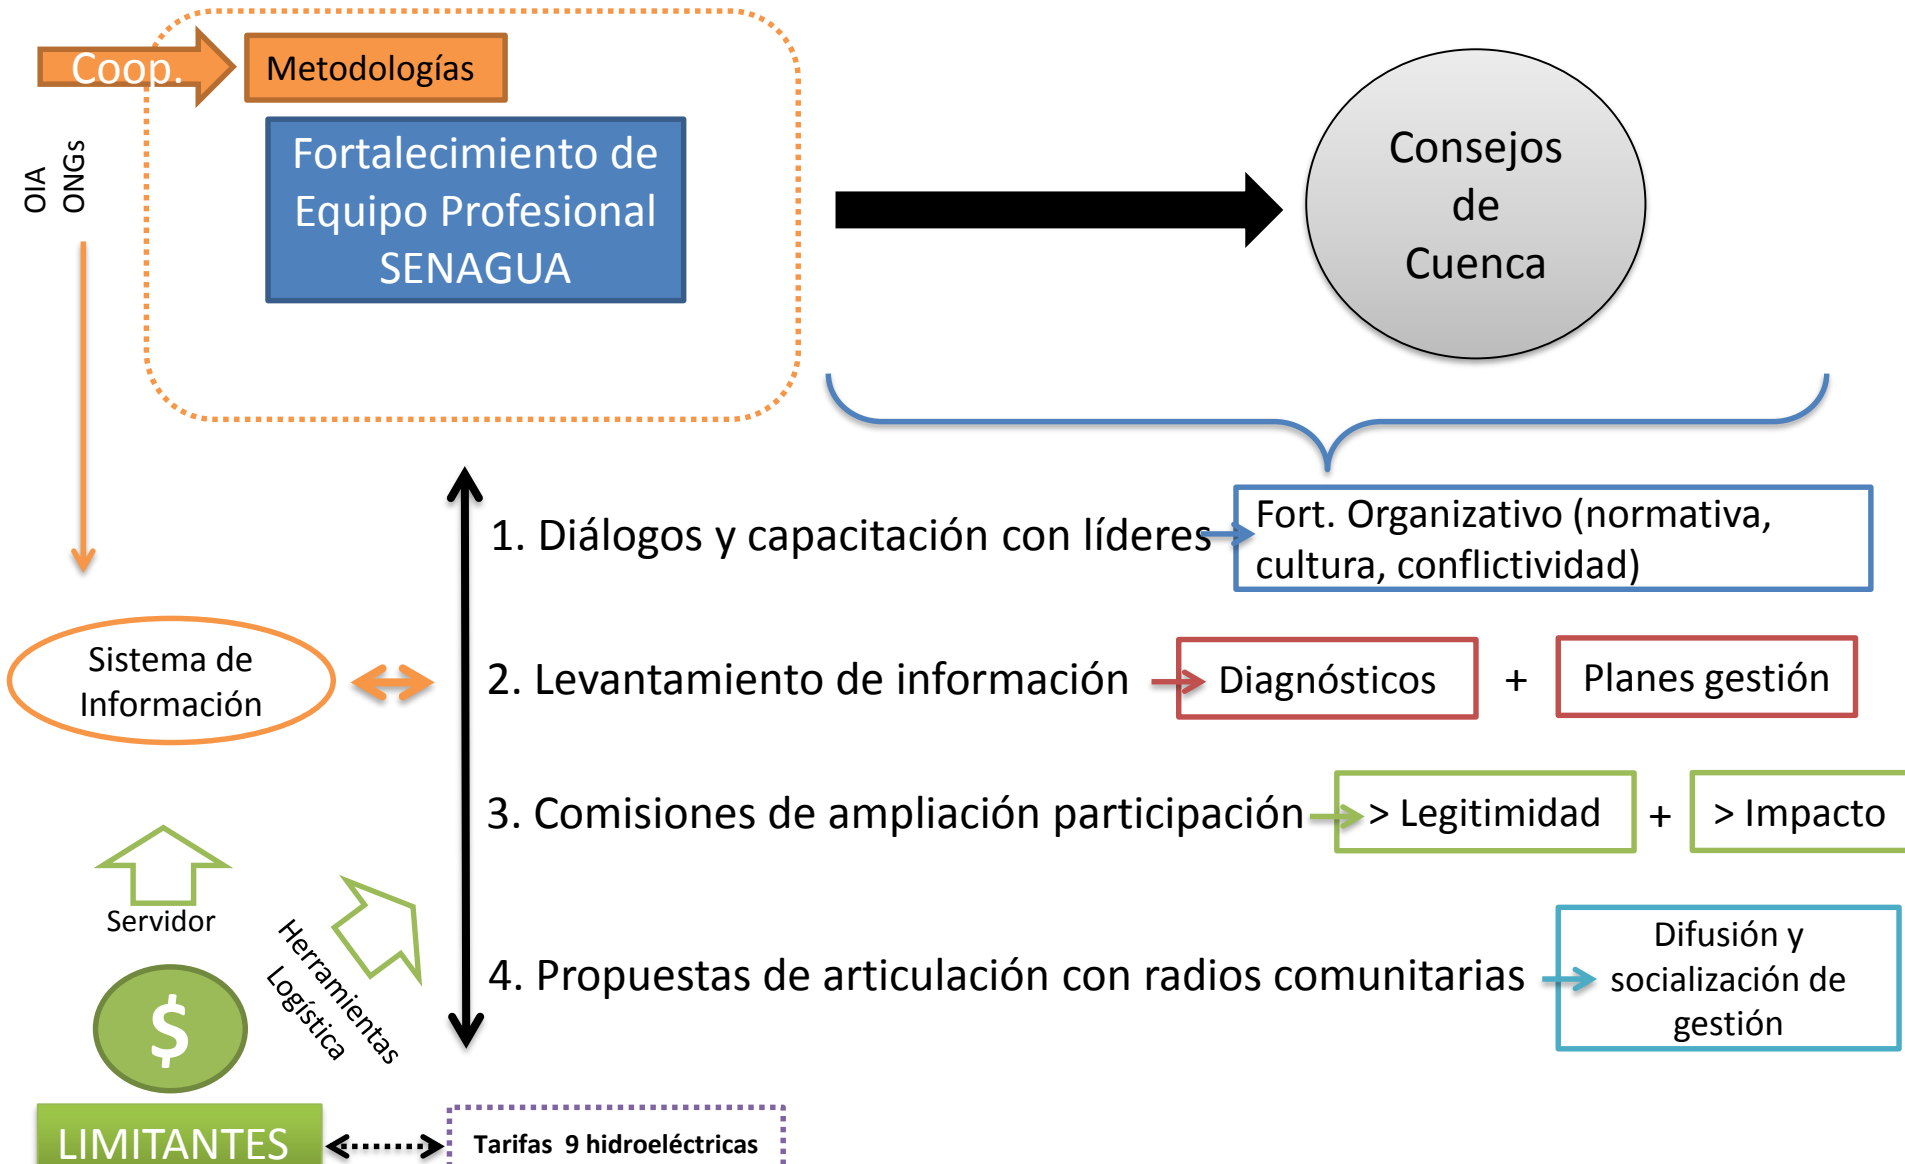 Coop.
Metodologías
OIA
ONGs
Fortalecimiento de
Equipo Profesional
SENAGUA
Consejos
de
Cuenca
1. Diálogos y capacitación con líderes
Fort. Organizativo (normativa,
cultura, conflictividad)
Sistema de
Información
2. Levantamiento de información
Diagnósticos
+
Planes gestión
3. Comisiones de ampliación participación
> Legitimidad
+
> Impacto
Servidor
Herramientas
Logística
4. Propuestas de articulación con radios comunitarias
Difusión y
socialización de
gestión
$
LIMITANTES
Tarifas 9 hidroeléctricas